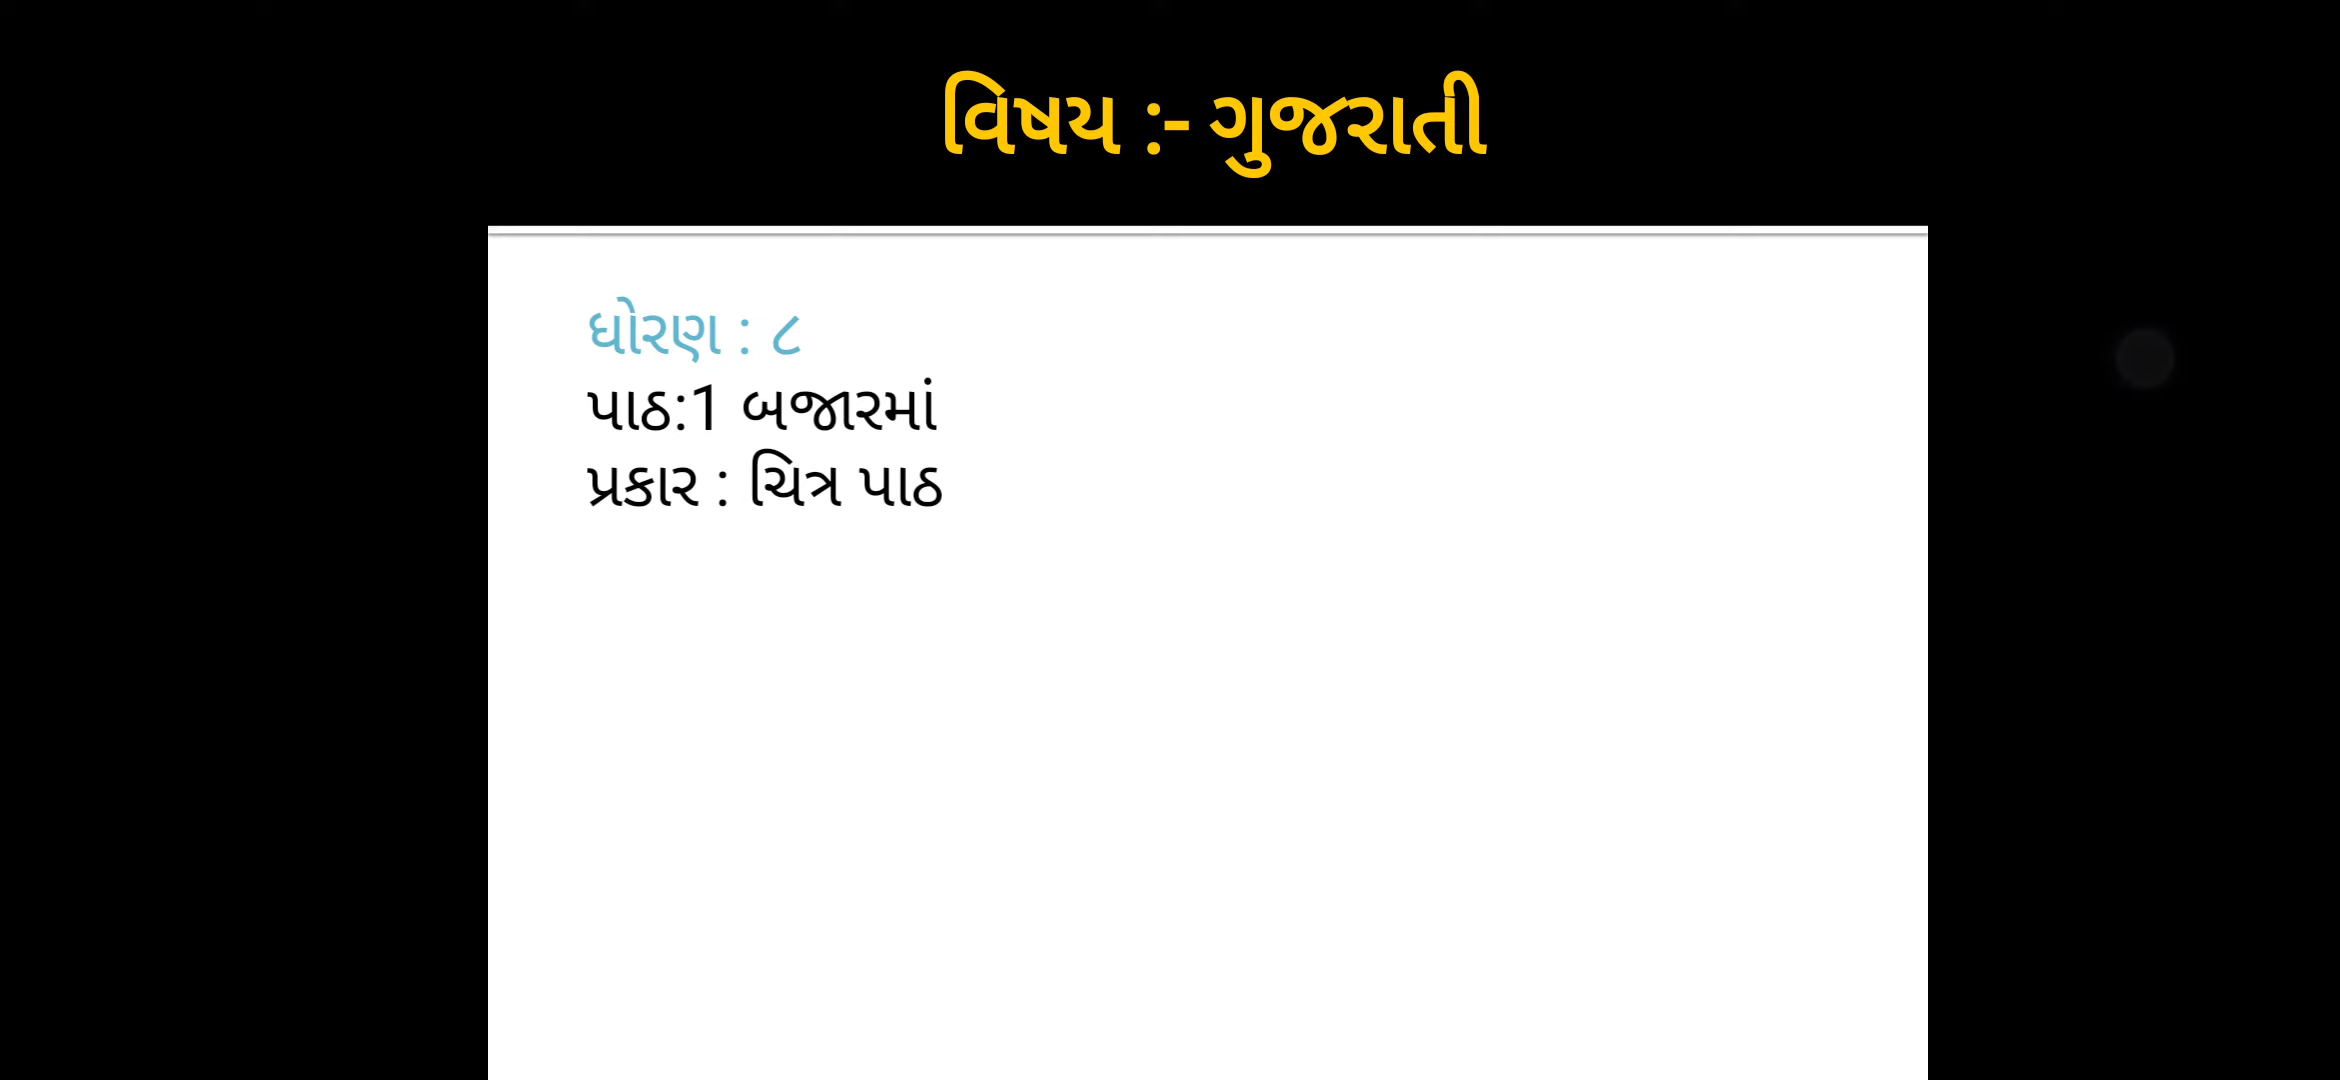 વિષય :- ગુજરાતી
ધોરણ : ૮
પાઠ:1 બજારમાં
પ્રકાર : ચિત્ર પાઠ